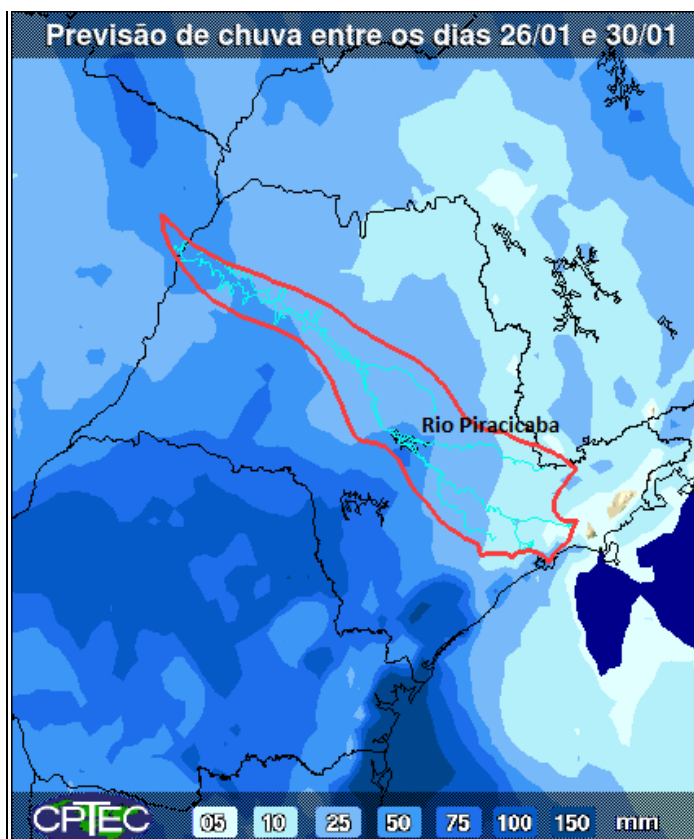 Previsão de chuva entre os dias 26/01 e 30/01
Rio Piracicaba
CPTEC 05 10 25 50 75 100 150 mm